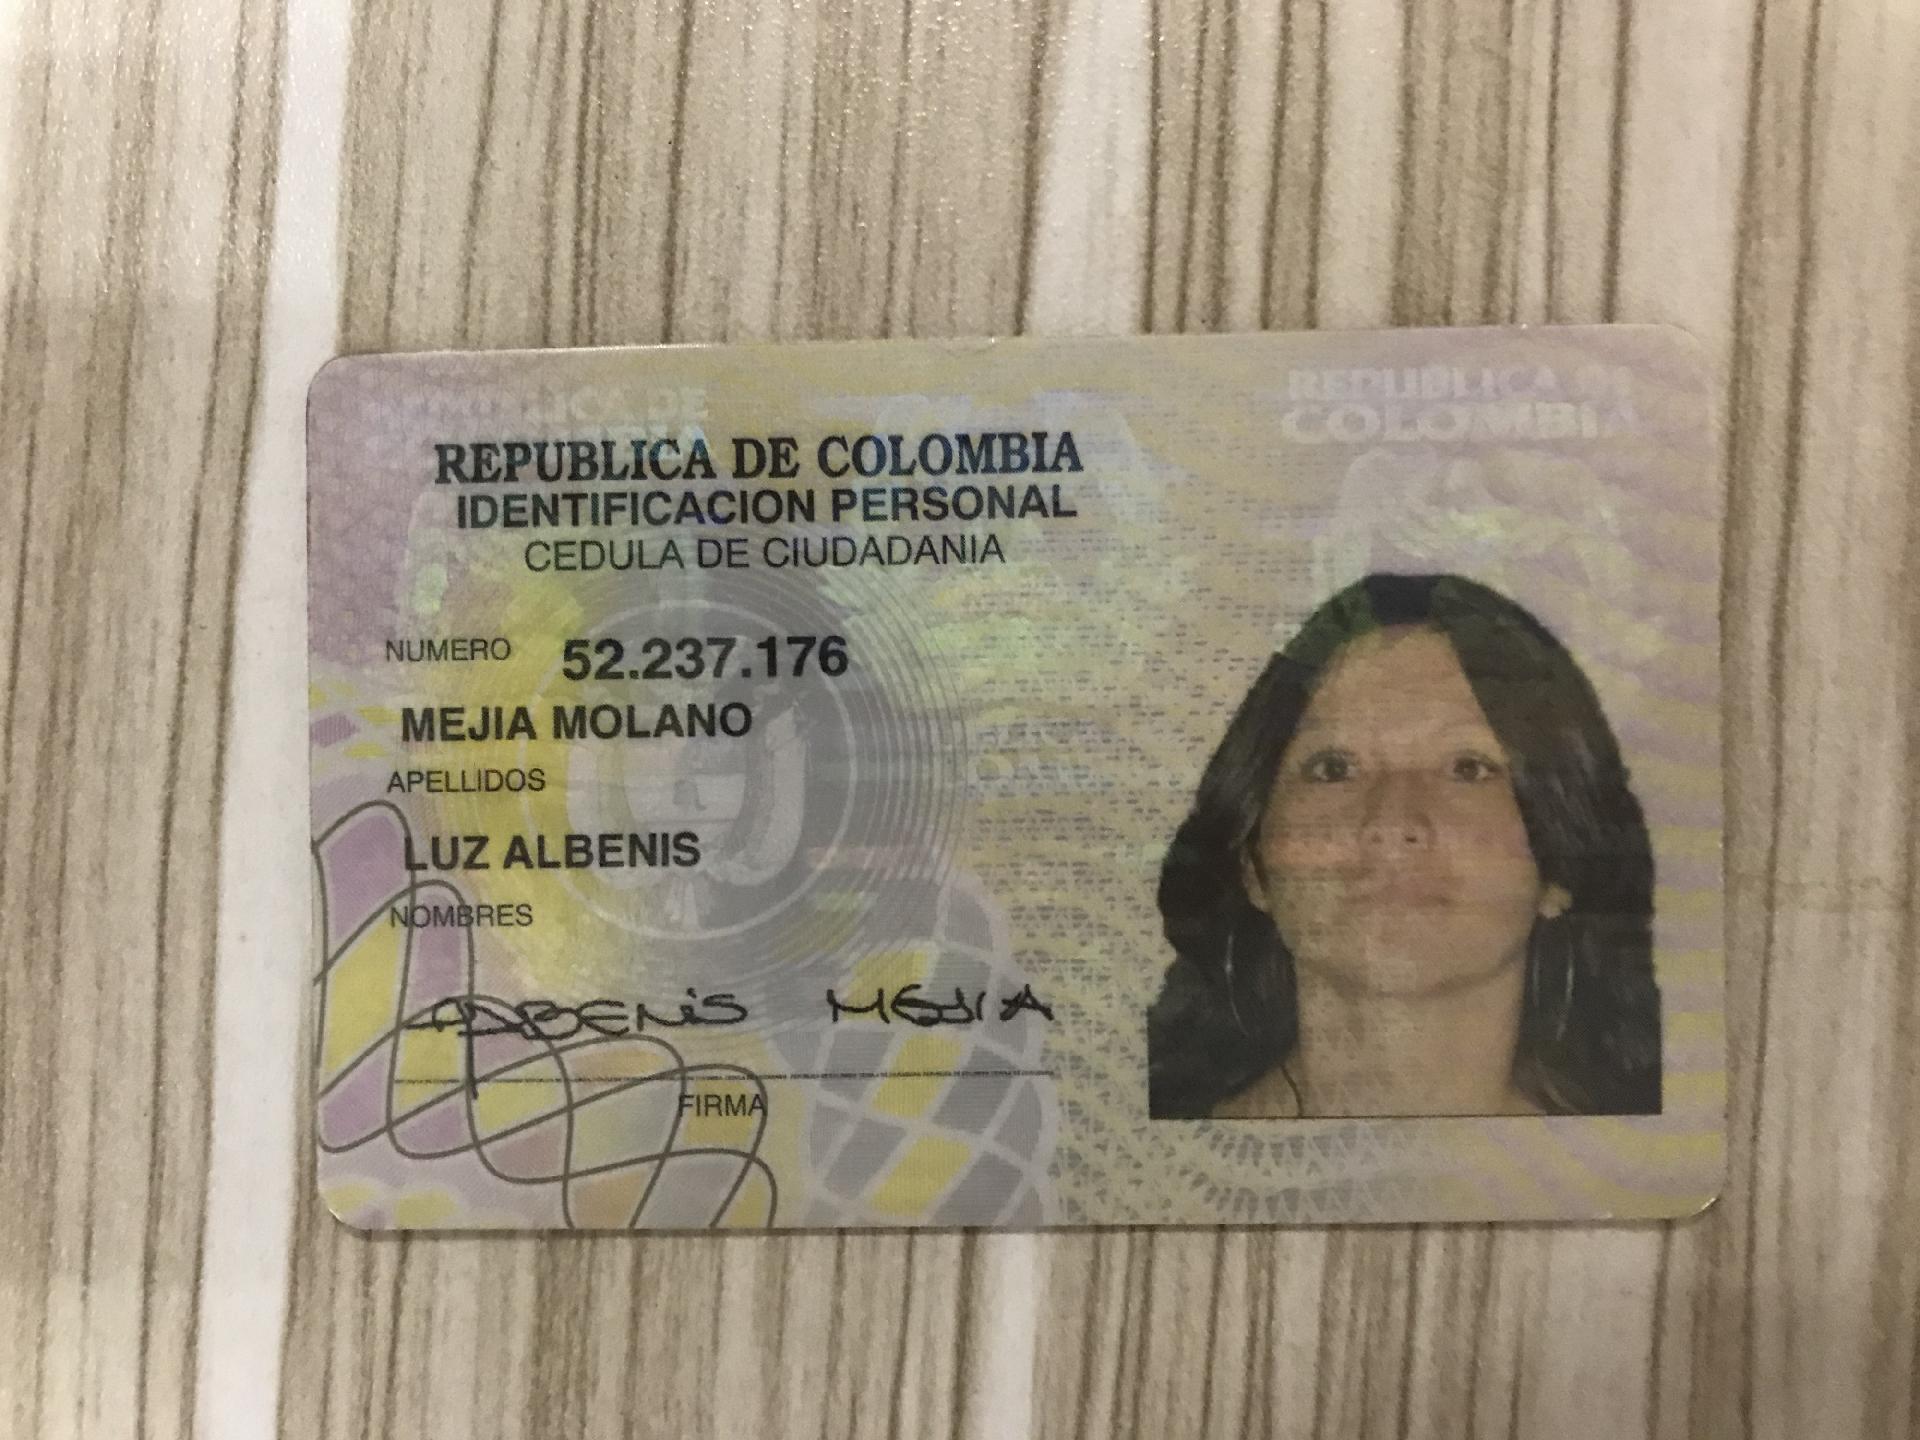 REPUBLICA DE COLOMBIA
REPUBLICA DE COLOMBIA
IDENTIFICACION PERSONAL
CEDULA DE CIUDADANIA
NUMERO 52.237.176
MEJIA MOLANO
APELLIDOS
LUZ ALBENIS
NOMBRES
ALBENIS MEJIA
FIRMA